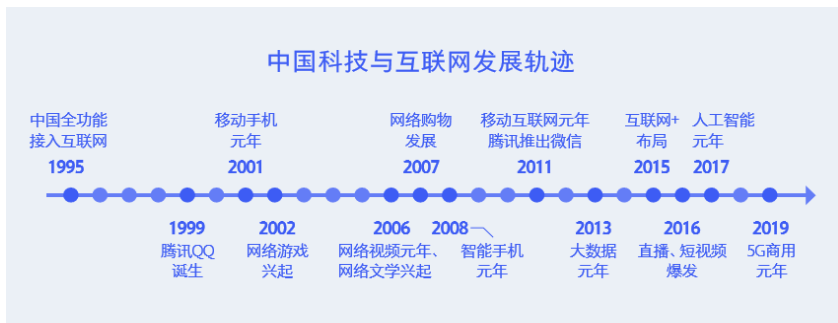 中国科技与互联网发展轨迹
中国全功能
接入互联网
1995
移动手机
元年
2001
网络购物
发展
2007
移动互联网元年
腾讯推出微信
2011
互联网+
布局
2015
人工智能
元年
2017
1999
腾讯QQ
诞生
2002
网络游戏
兴起
2006
网络视频元年、
网络文学兴起
2008
智能手机
元年
2013
大数据
元年
2016
直播、短视频
爆发
2019
5G商用
元年